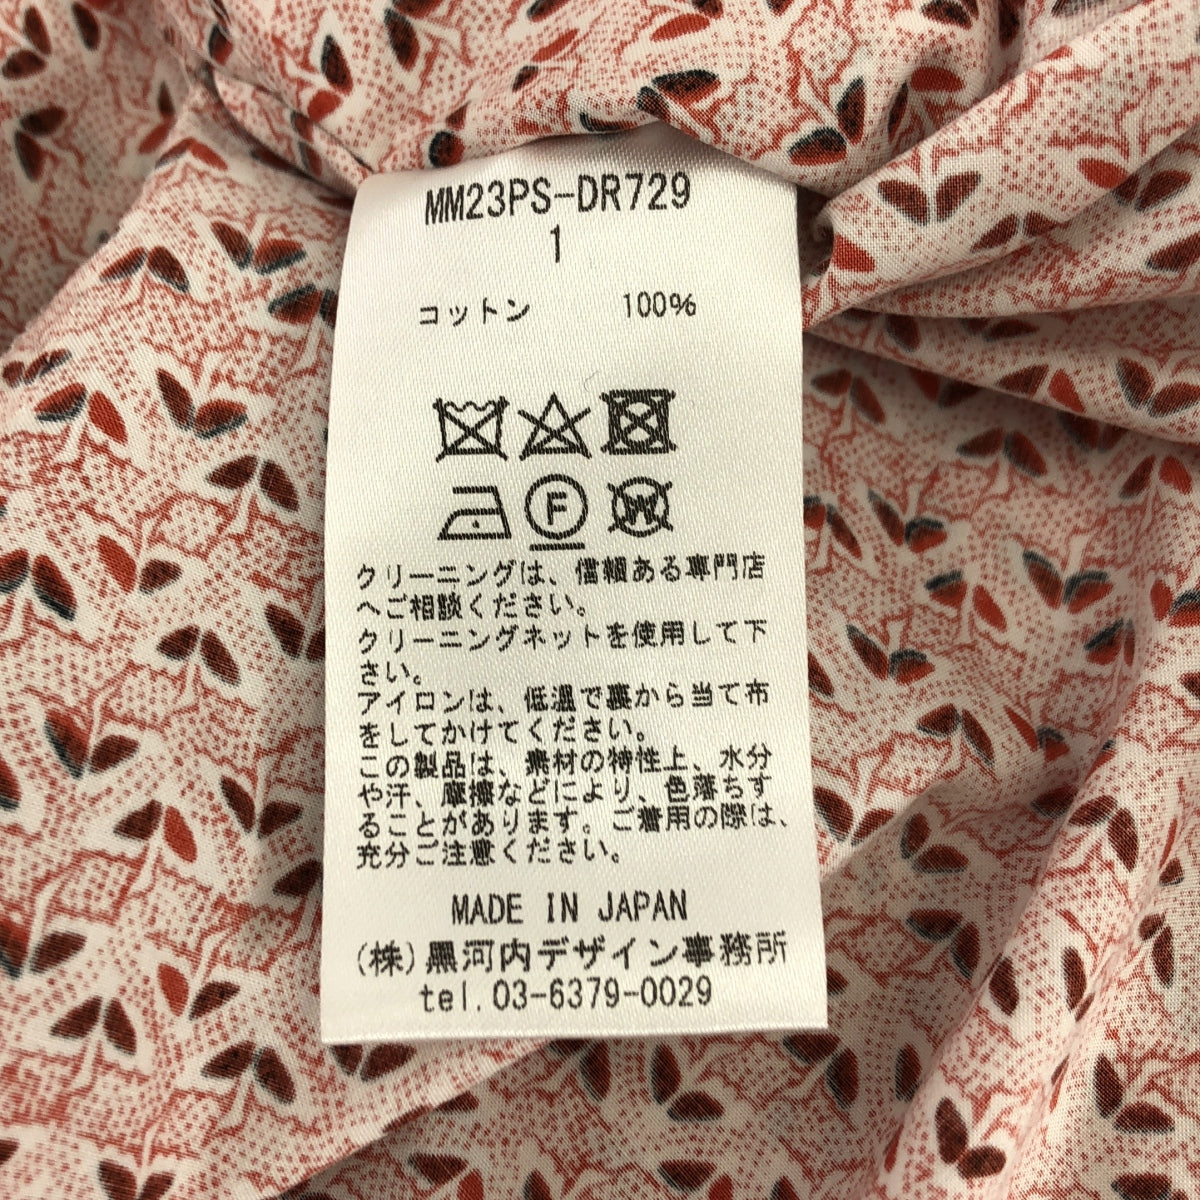 MM23PS-DR729
1
コットン 100%
F
W
クリーニングは、信頼ある専門店
へご相談ください。
クリーニングネットを使用して下
さい。
アイロンは、低温で裏から当て布
をしてかけてください。
この製品は、素材の特性上、水分
や汗、摩擦などにより、色落ちす
ることがあります。ご着用の際は、
充分ご注意ください。
MADE IN JAPAN
(株)黒河内デザイン事務所
tel.03-6379-0029